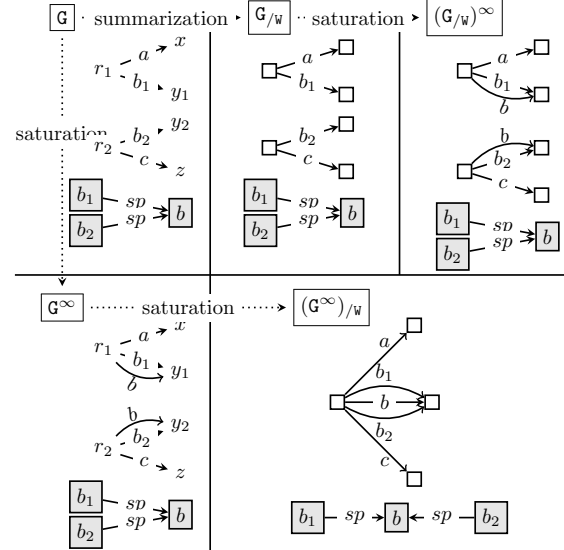 G summarization G/W saturation (G/W)∞
a x a a
r1 b1 y1 b1 b1
b
saturation b2 y2 b2 b b2
r2 c z c c
b1 sp b b1 sp b b1 sp b
b2 sp b2 sp b2 sp
G∞ saturation (G∞)/W
a x a
r1 b1 y1 b1
b b
b y2 b2
r2 b2 c
c z
b1 sp b b1 sp b sp b2
b2 sp